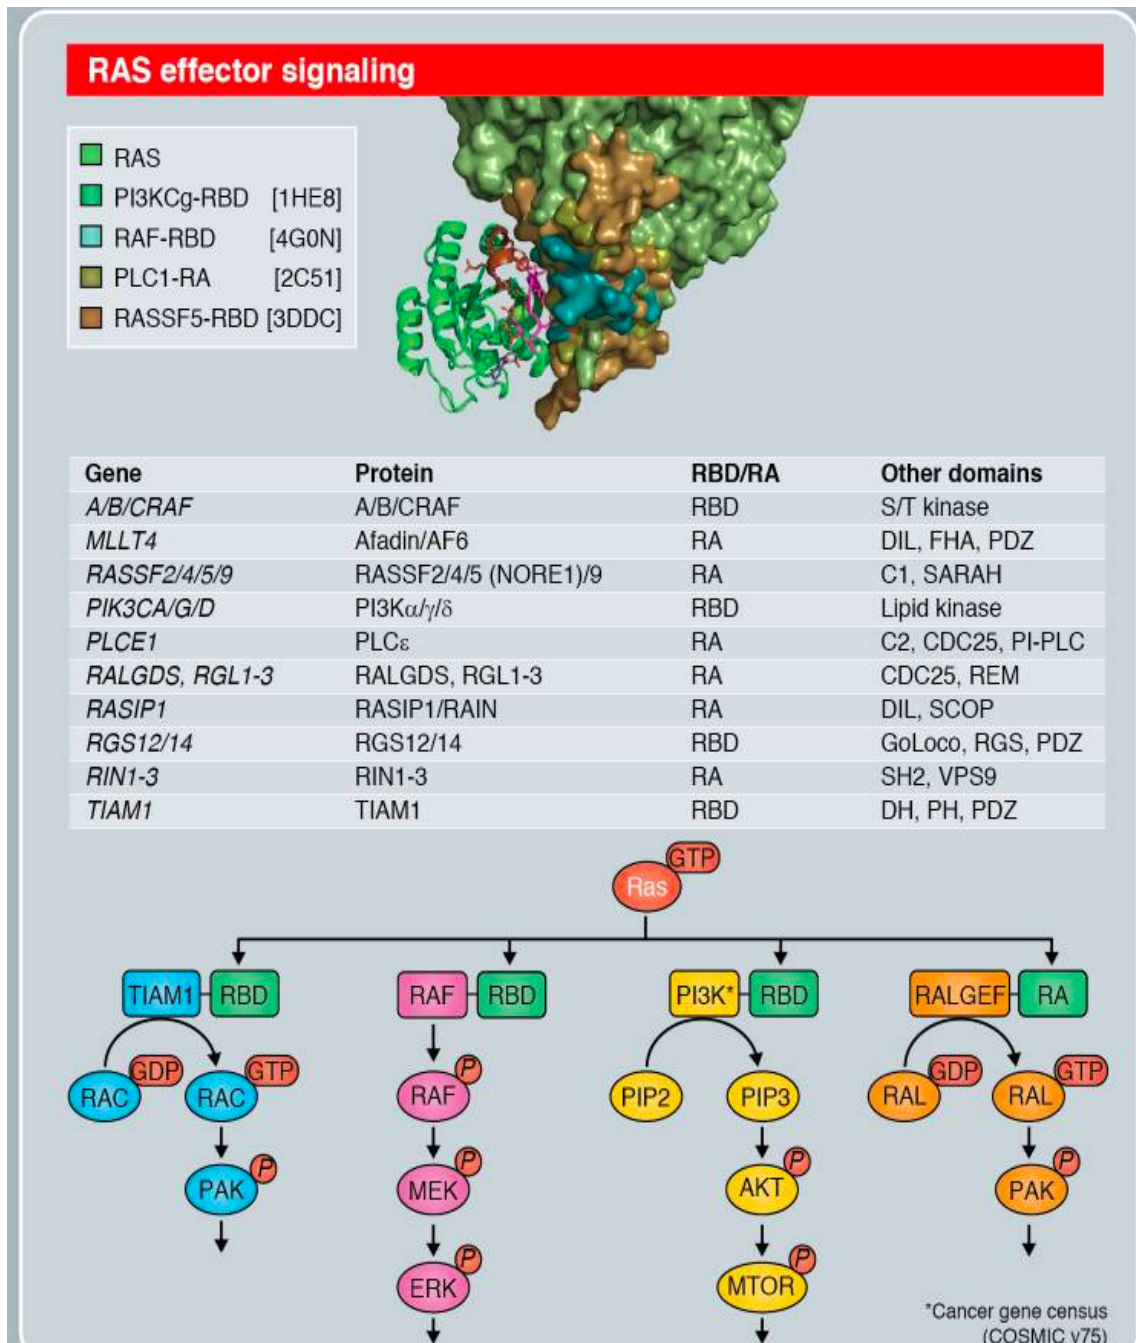 RAS effector signaling
RAS
PI3KCg-RBD [1HE8]
RAF-RBD [4G0N]
PLC1-RA [2C51]
RASSF5-RBD [3DDC]
Gene Protein RBD/RA Other domains
A/B/CRAF A/B/CRAF RBD S/T kinase
MLLT4 Afadin/AF6 RA DIL, FHA, PDZ
RASSF2/4/5/9 RASSF2/4/5 (NORE1)/9 RA C1, SARAH
PIK3CA/G/D PI3Kα/γ/δ RBD Lipid kinase
PLCE1 PLCε RA C2, CDC25, PI-PLC
RALGDS, RGL1-3 RALGDS, RGL1-3 RA CDC25, REM
RASIP1 RASIP1/RAIN RA DIL, SCOP
RGS12/14 RGS12/14 RBD GoLoco, RGS, PDZ
RIN1-3 RIN1-3 RA SH2, VPS9
TIAM1 TIAM1 RBD DH, PH, PDZ
GTP
Ras
TIAM1 RBD RAF RBD PI3K* RBD RALGEF RA
GDP GTP P GDP GTP
RAC RAC RAF PIP2 PIP3 RAL RAL
P P P P
PAK MEK AKT PAK
P P
ERK MTOR
*Cancer gene census
(COSMIC v75)